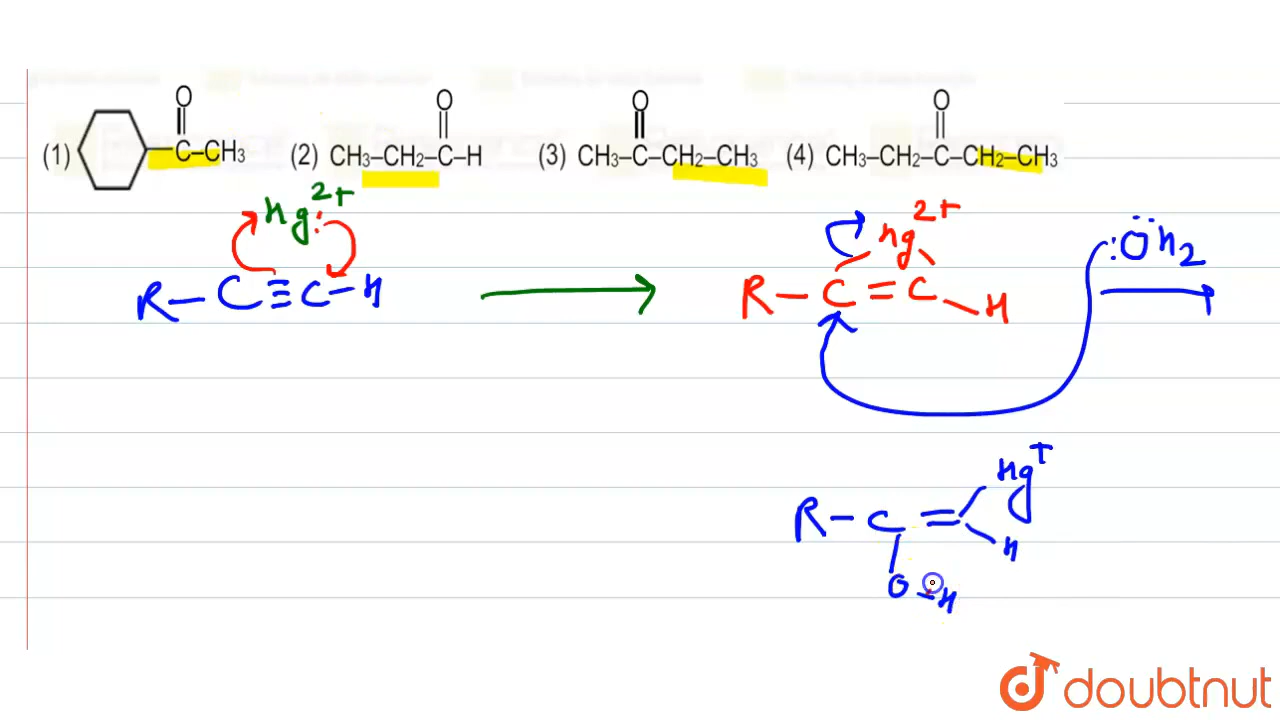 (1) C–CH3 O (2) CH3–CH2–C–H O (3) CH3–C–CH2–CH3 O (4) CH3–CH2–C–CH2–CH3 O
Hg2+ Hg2+ :ÖH2
R–C≡C–H R–C=C–H
Hg+
R–C=
H
O–H
doubtnut